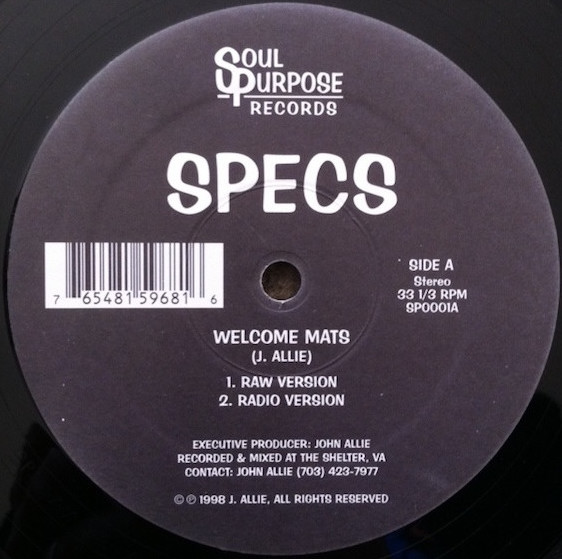 SOUL
PURPOSE
RECORDS
SPECS
7 65481 59681 6
SIDE A
Stereo
33 1/3 RPM
SP0001A
WELCOME MATS
(J. ALLIE)
1. RAW VERSION
2. RADIO VERSION
EXECUTIVE PRODUCER: JOHN ALLIE
RECORDED & MIXED AT THE SHELTER, VA
CONTACT: JOHN ALLIE (703) 423-7977
© ℗ 1998 J. ALLIE, ALL RIGHTS RESERVED